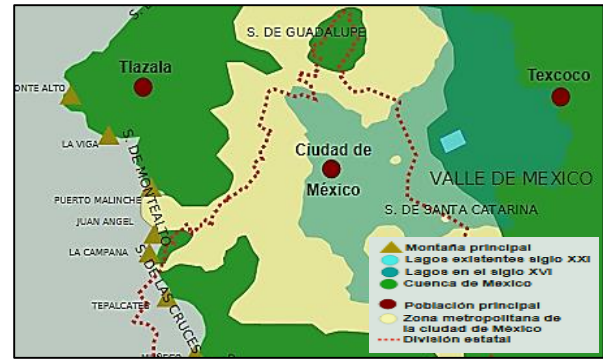 S. DE GUADALUPE
Tlazala
Texcoco
ONTE ALTO
LA VIGA
S. DE MONTEALTO
Ciudad de
México
VALLE DE MEXICO
PUERTO MALINCHE
S. DE SANTA CATARINA
JUAN ANGEL
LA CAMPANA
S. DE LAS CRUCES
TEPALCATES
Montaña principal
Lagos existentes siglo XXI
Lagos en el siglo XVI
Cuenca de Mexico
Población principal
Zona metropolitana de
la ciudad de México
División estatal